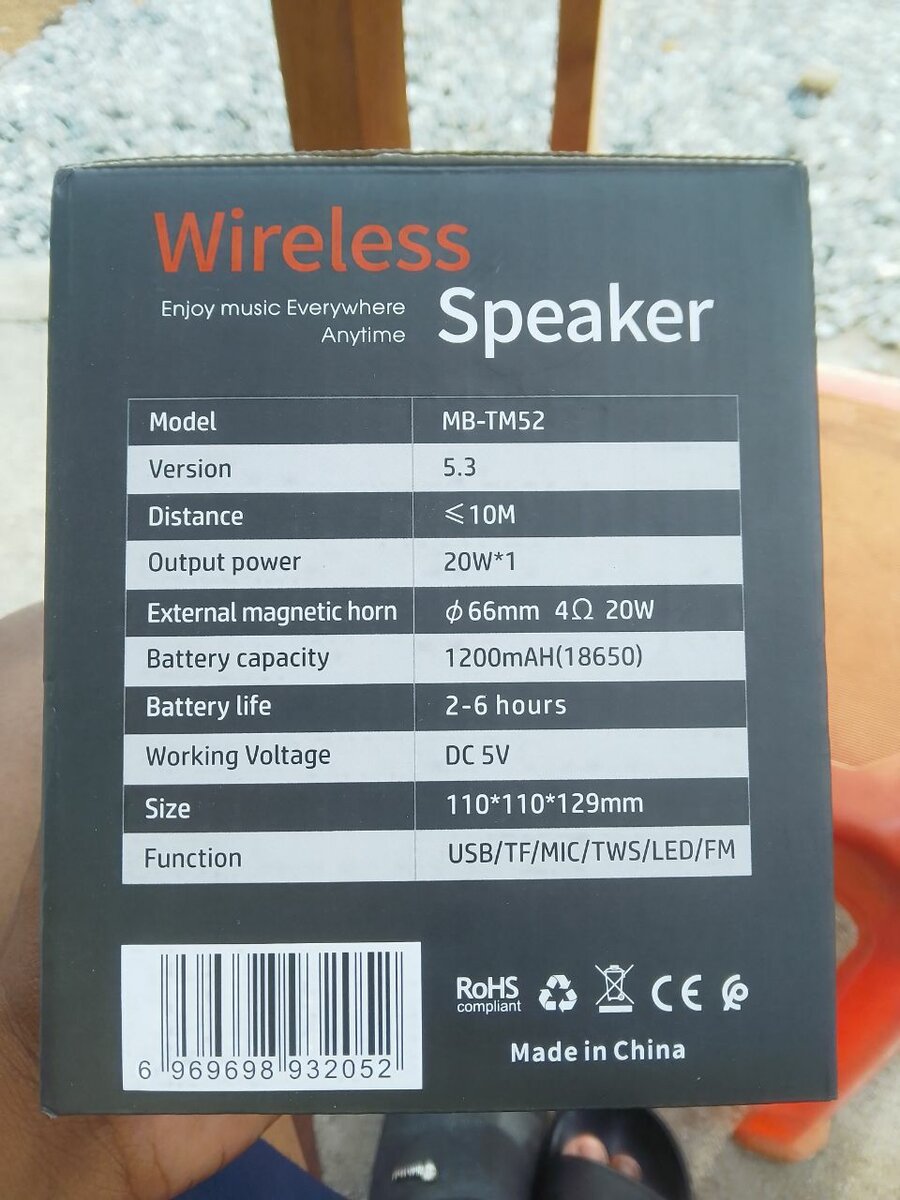 Wireless
Enjoy music Everywhere
Anytime
Speaker
Model MB-TM52
Version 5.3
Distance ≤10M
Output power 20W*1
External magnetic horn ϕ66mm 4Ω 20W
Battery capacity 1200mAH(18650)
Battery life 2-6 hours
Working Voltage DC 5V
Size 110*110*129mm
Function USB/TF/MIC/TWS/LED/FM
6 969698 932052
RoHS
compliant
CE
Made in China